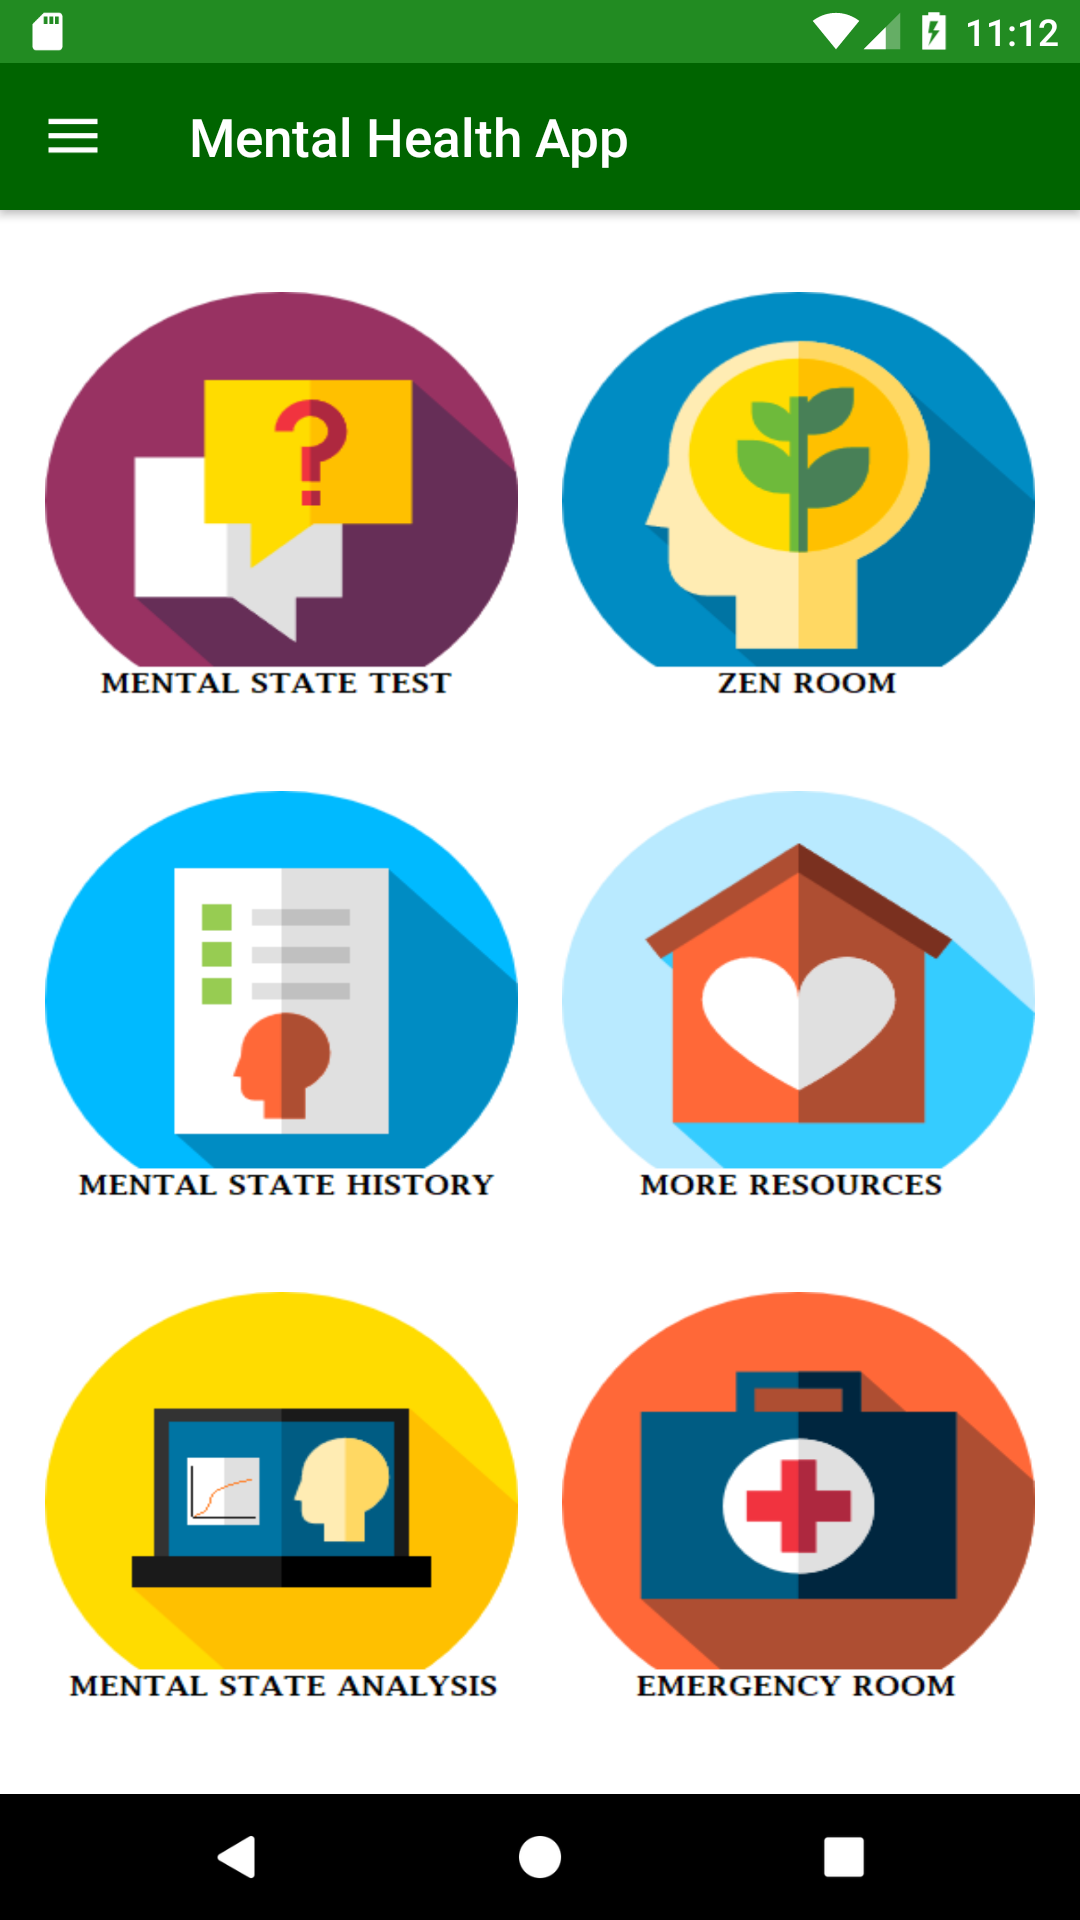 11:12
Mental Health App
?
MENTAL STATE TEST
ZEN ROOM
MENTAL STATE HISTORY
MORE RESOURCES
MENTAL STATE ANALYSIS
EMERGENCY ROOM